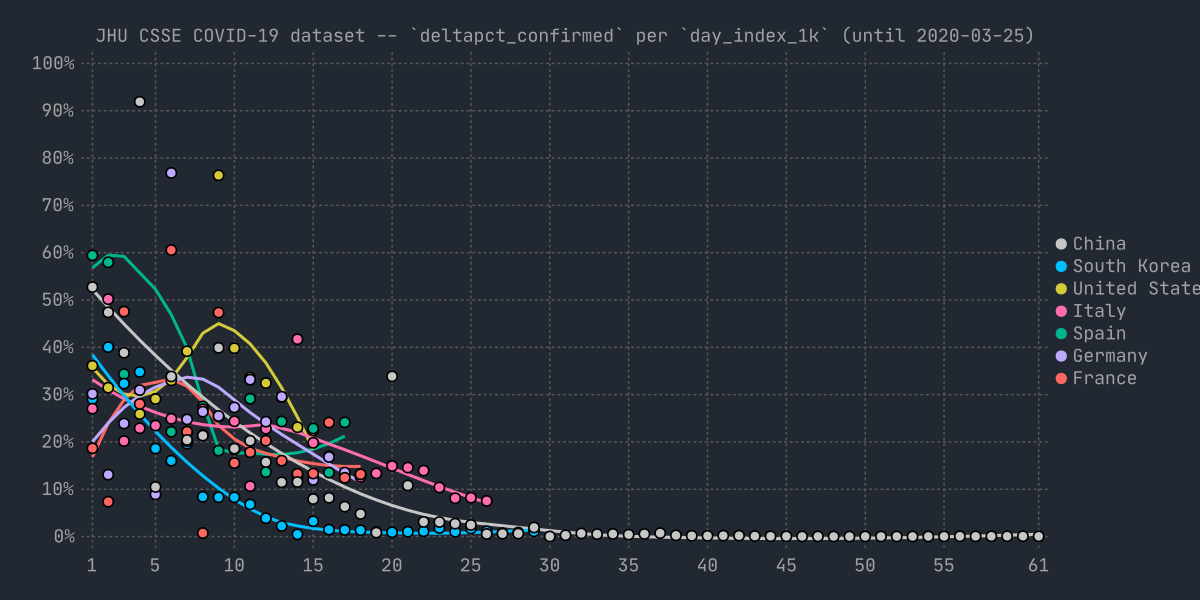 JHU CSSE COVID-19 dataset -- `deltapct_confirmed` per `day_index_1k` (until 2020-03-25)
100%
90%
80%
70%
60%
50%
40%
30%
20%
10%
0%
1 5 10 15 20 25 30 35 40 45 50 55 61
China
South Korea
United State
Italy
Spain
Germany
France